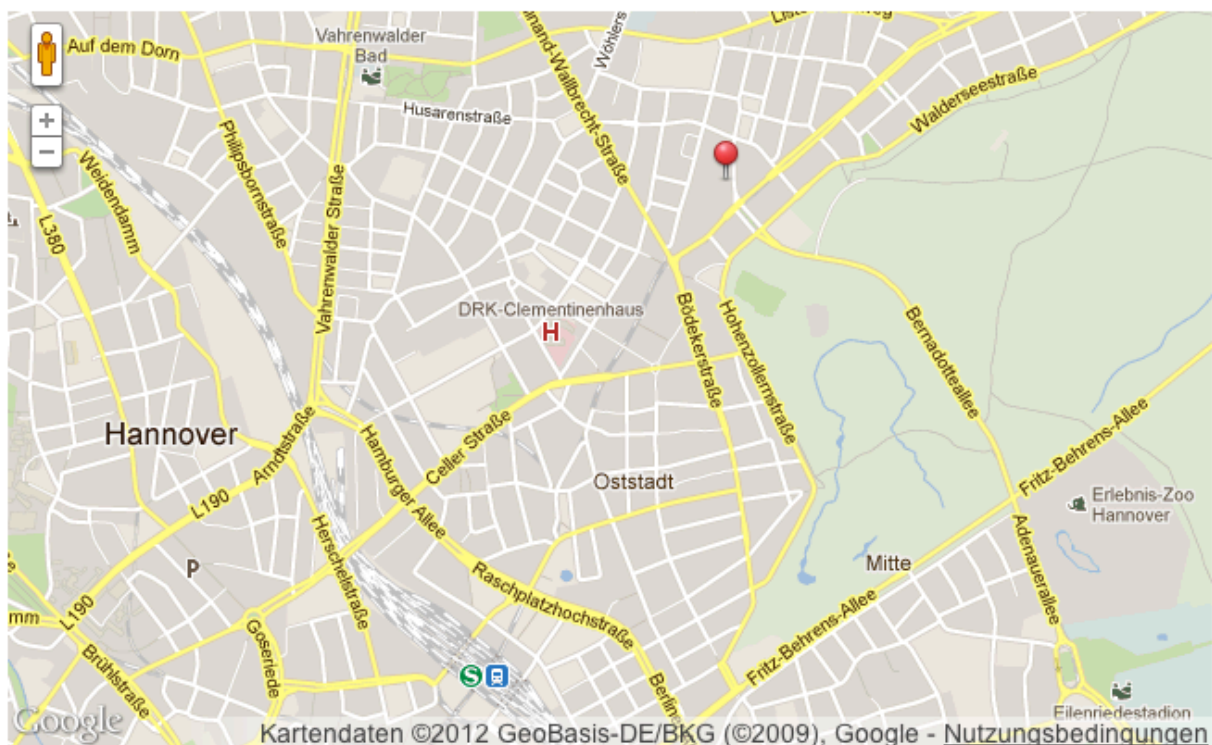 Auf dem Dorn
Vahrenwalder
Bad
Wöhlers
Husarenstraße
Walderseestraße
Philipsbornstraße
Weidendamm
L380
Vahrenwalder Straße
DRK-Clementinenhaus
H
Bödekerstraße
Hohenzollernstraße
Bernadotteallee
Hannover
Arndtstraße
Hamburger Allee
Celler Straße
Oststadt
Fritz-Behrens-Allee
Erlebnis-Zoo
Hannover
L190
Herschelstraße
P
Mitte
Adenauerallee
Raschplatzhochstraße
L190
Goseriede
Brühlstraße
Fritz-Behrens-Allee
S
Eilenriedestadion
Google
Kartendaten ©2012 GeoBasis-DE/BKG (©2009), Google - Nutzungsbedingungen